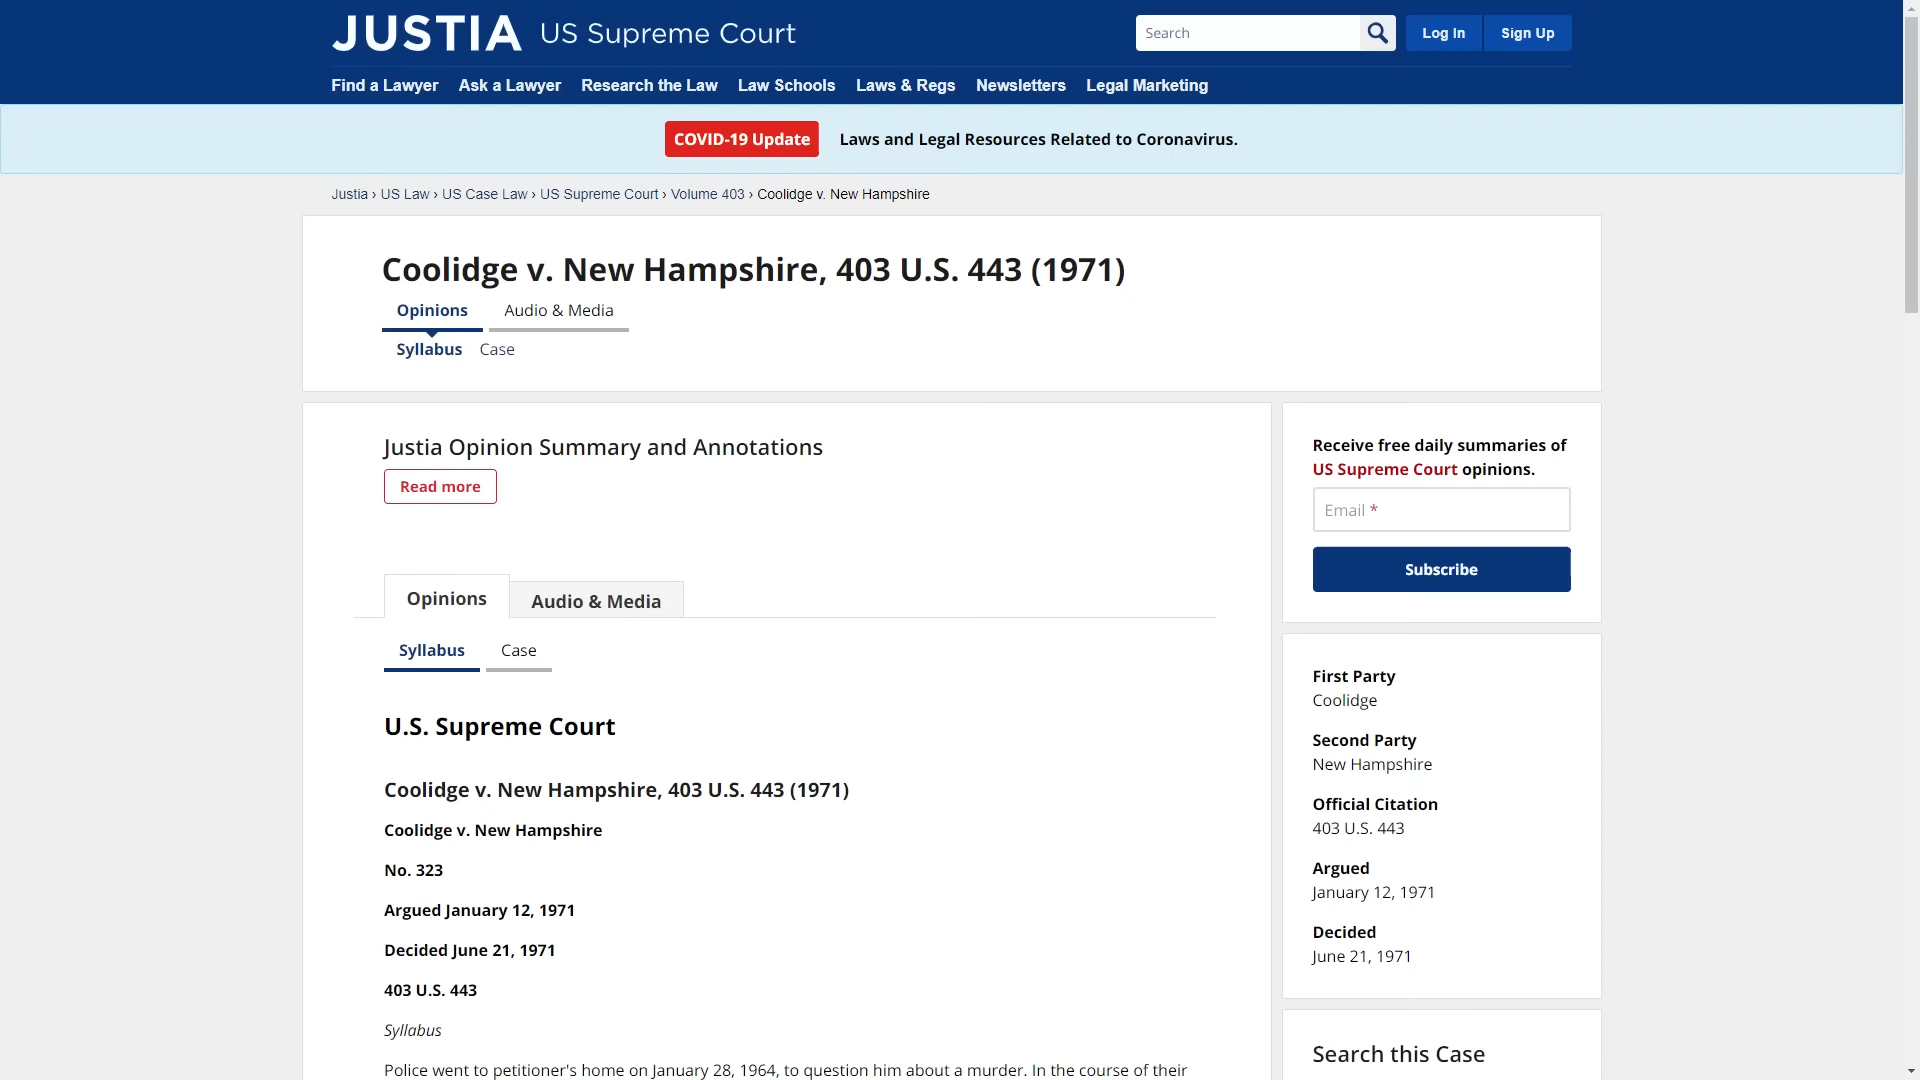 JUSTIA US Supreme Court
Search
Log In
Sign Up
Find a Lawyer Ask a Lawyer Research the Law Law Schools Laws & Regs Newsletters Legal Marketing
COVID-19 Update Laws and Legal Resources Related to Coronavirus.
Justia › US Law › US Case Law › US Supreme Court › Volume 403 › Coolidge v. New Hampshire
Coolidge v. New Hampshire, 403 U.S. 443 (1971)
Opinions Audio & Media
Syllabus Case
Justia Opinion Summary and Annotations
Read more
Opinions Audio & Media
Syllabus Case
U.S. Supreme Court
Coolidge v. New Hampshire, 403 U.S. 443 (1971)
Coolidge v. New Hampshire
No. 323
Argued January 12, 1971
Decided June 21, 1971
403 U.S. 443
Syllabus
Police went to petitioner's home on January 28, 1964, to question him about a murder. In the course of their
Receive free daily summaries of
US Supreme Court opinions.
Email *
Subscribe
First Party
Coolidge
Second Party
New Hampshire
Official Citation
403 U.S. 443
Argued
January 12, 1971
Decided
June 21, 1971
Search this Case